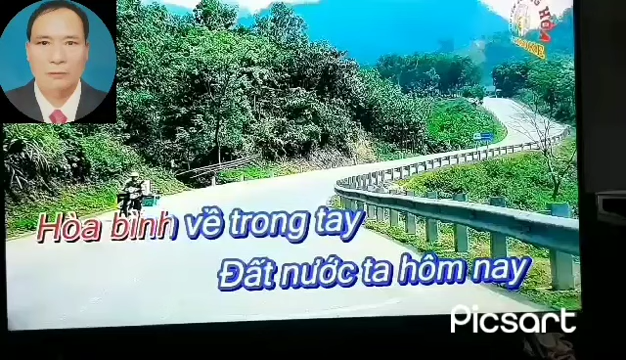 Hòa bình về trong tay
Đất nước ta hôm nay
Picsart